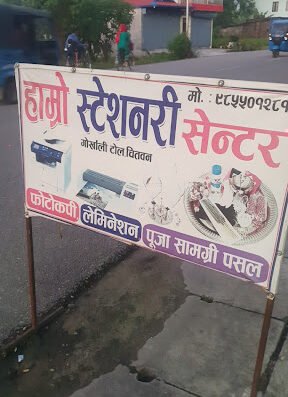 मो. : ९८५५०१२८१
हाम्रो स्टेशनरी सेन्टर
गोर्खाली टोल चितवन
फोटोकपी लेमिनेशन पूजा सामग्री पसल